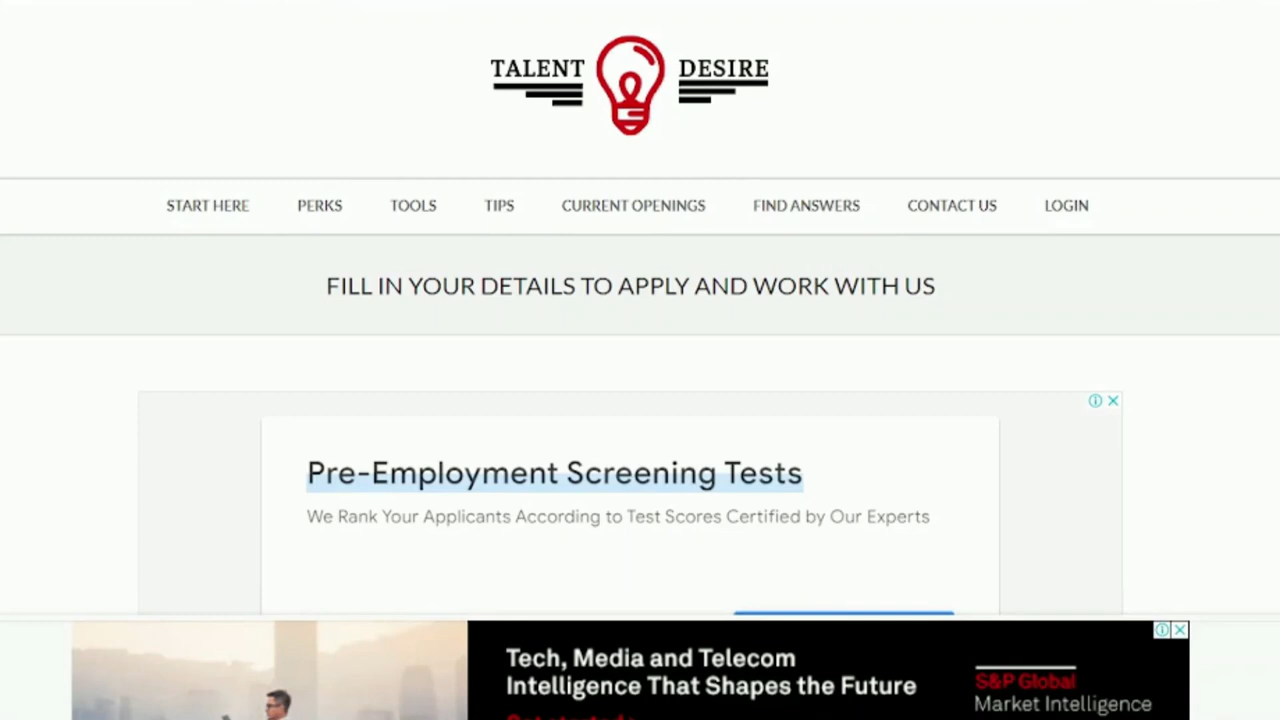 TALENT DESIRE
START HERE PERKS TOOLS TIPS CURRENT OPENINGS FIND ANSWERS CONTACT US LOGIN
FILL IN YOUR DETAILS TO APPLY AND WORK WITH US
Pre-Employment Screening Tests
We Rank Your Applicants According to Test Scores Certified by Our Experts
Tech, Media and Telecom
Intelligence That Shapes the Future
S&P Global
Market Intelligence